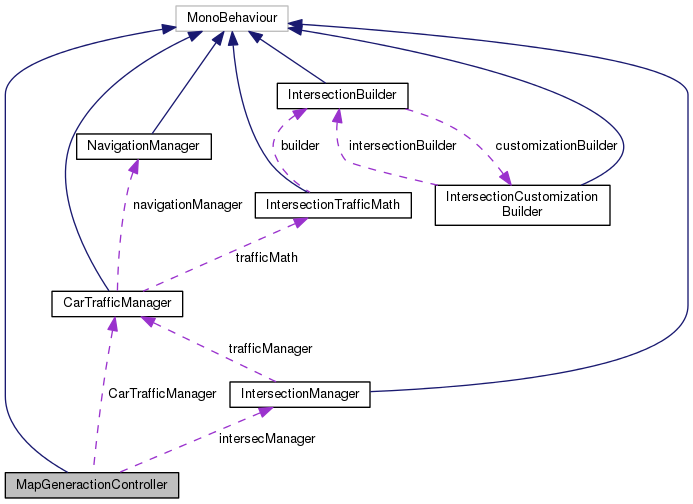 MonoBehaviour
IntersectionBuilder
NavigationManager
builder
intersectionBuilder
customizationBuilder
navigationManager
IntersectionTrafficMath
IntersectionCustomization
Builder
trafficMath
CarTrafficManager
trafficManager
CarTrafficManager
IntersectionManager
intersecManager
MapGeneractionController